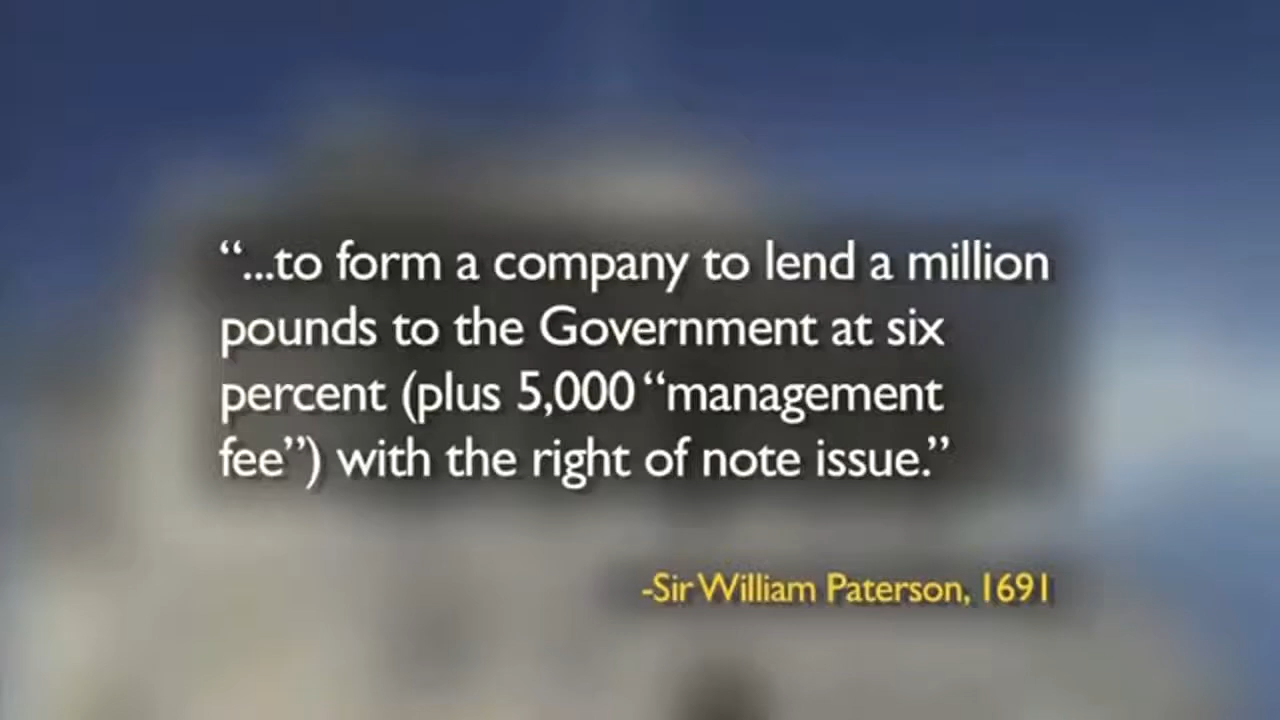 “...to form a company to lend a million
pounds to the Government at six
percent (plus 5,000 “management
fee”) with the right of note issue.”
-Sir William Paterson, 1691